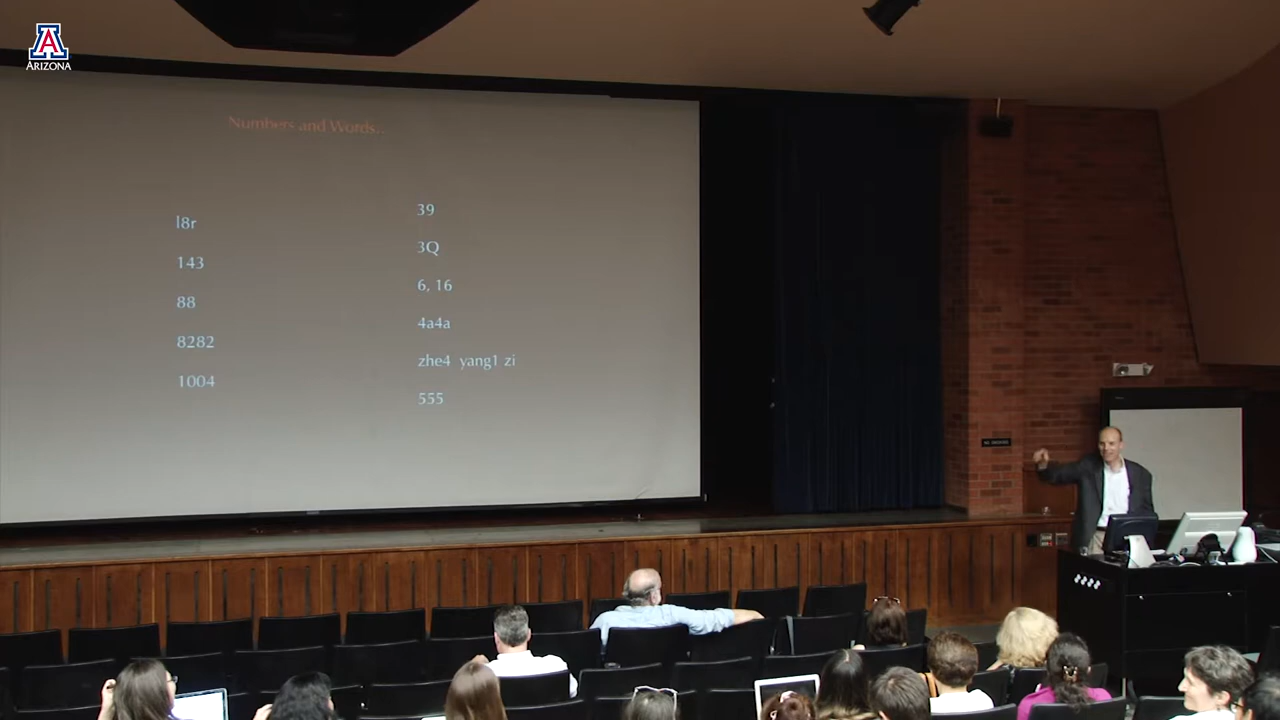 ARIZONA
Numbers and Words..
l8r
143
88
8282
1004
39
3Q
6, 16
4a4a
zhe4 yang1 zi
555